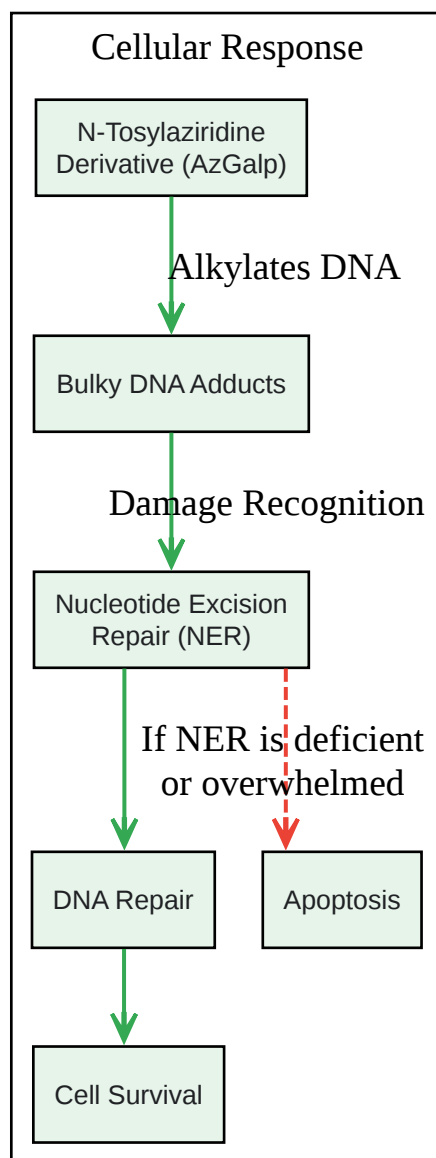 Cellular Response
N-Tosylaziridine
Derivative (AzGalp)
Alkylates DNA
Bulky DNA Adducts
Damage Recognition
Nucleotide Excision
Repair (NER)
If NER is deficient
or overwhelmed
DNA Repair
Apoptosis
Cell Survival